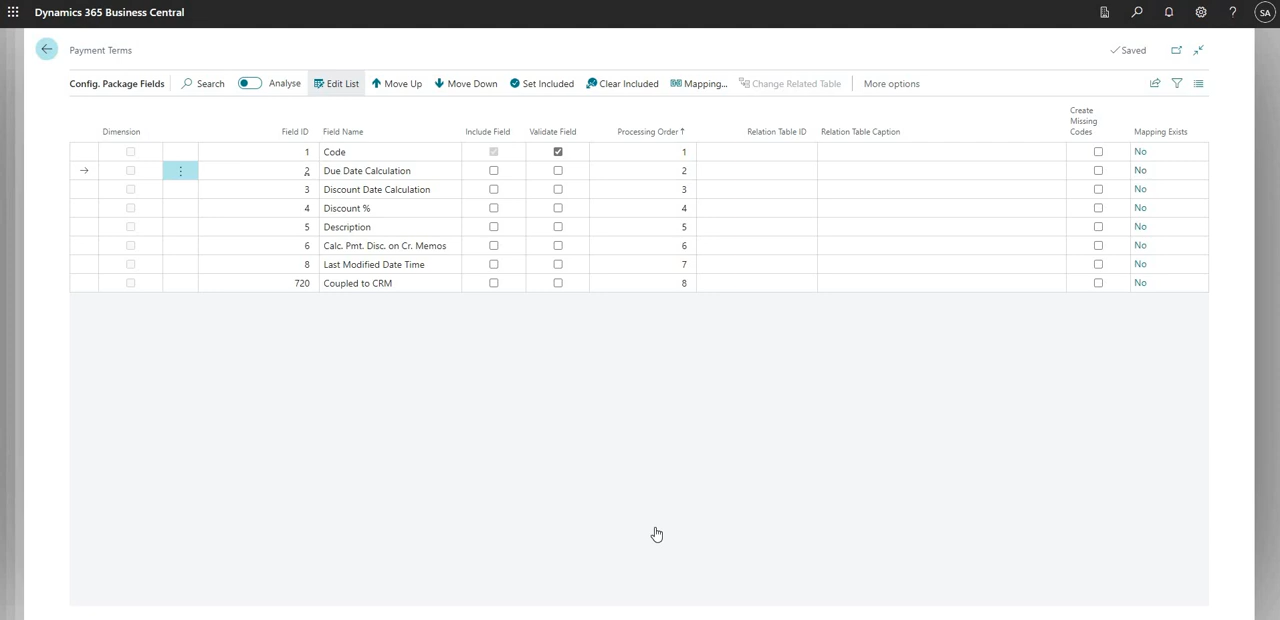 Dynamics 365 Business Central
SA
Payment Terms
Saved
Config. Package Fields Search Analyse Edit List Move Up Move Down Set Included Clear Included Mapping... Change Related Table More options
Dimension Field ID Field Name Include Field Validate Field Processing Order↑ Relation Table ID Relation Table Caption Create Missing Codes Mapping Exists
1 Code 1 No
2 Due Date Calculation 2 No
3 Discount Date Calculation 3 No
4 Discount % 4 No
5 Description 5 No
6 Calc. Pmt. Disc. on Cr. Memos 6 No
8 Last Modified Date Time 7 No
720 Coupled to CRM 8 No